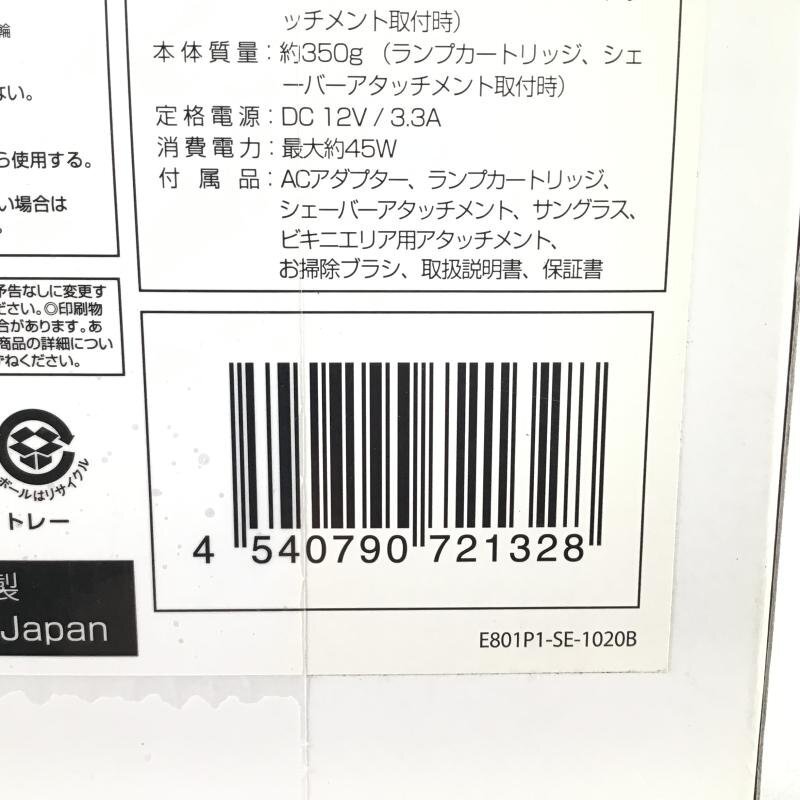 ッチメント取付時)
本体質量：約350g （ランプカートリッジ、シェ
ーバーアタッチメント取付時）
定格電源：DC 12V / 3.3A
消費電力：最大約45W
付属品：ACアダプター、ランプカートリッジ、
シェーバーアタッチメント、サングラス、
ビキニエリア用アタッチメント、
お掃除ブラシ、取扱説明書、保証書
輪
ない。
ら使用する。
い場合は
。
予告なしに変更す
ださい。◎印刷物
合があります。あ
商品の詳細につい
ずねください。
ボールはリサイクル
トレー
製
Japan
4 540790 721328
E801P1-SE-1020B